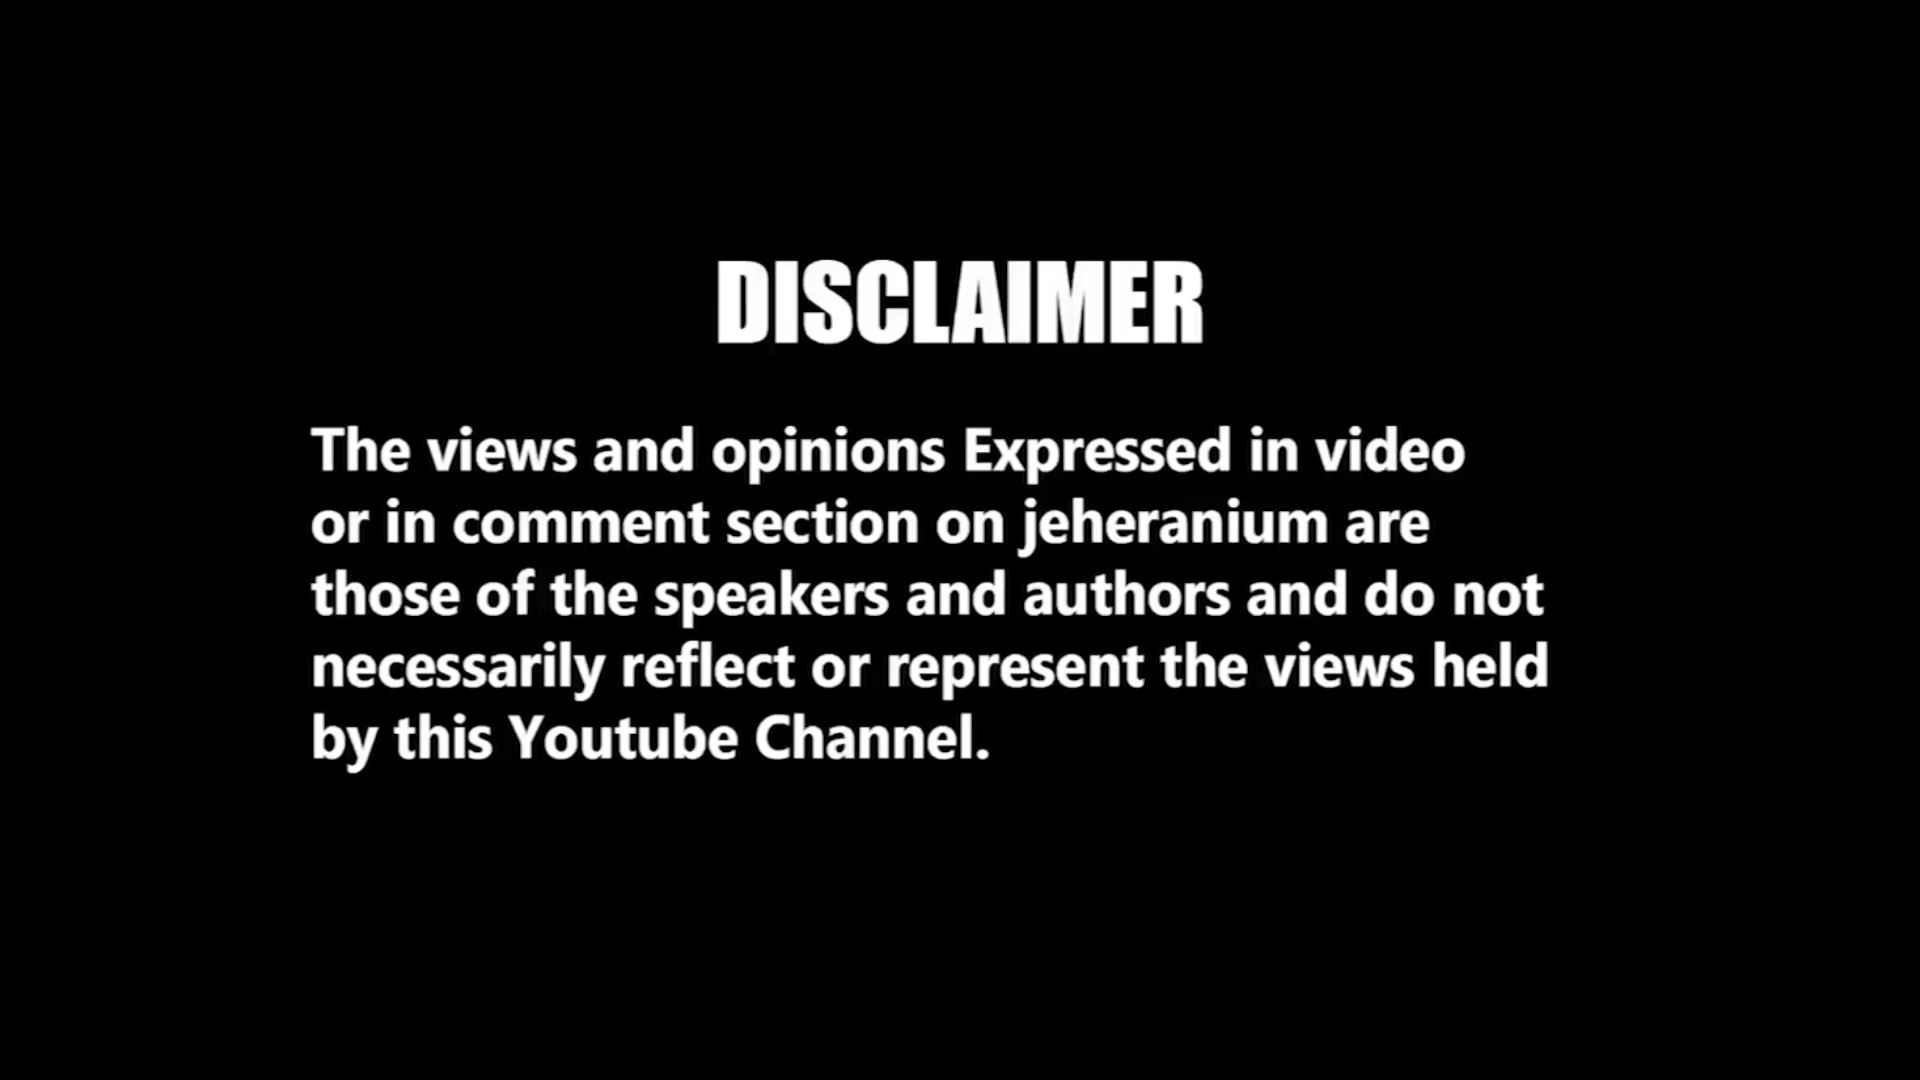 DISCLAIMER
The views and opinions Expressed in video
or in comment section on jeheranium are
those of the speakers and authors and do not
necessarily reflect or represent the views held
by this Youtube Channel.